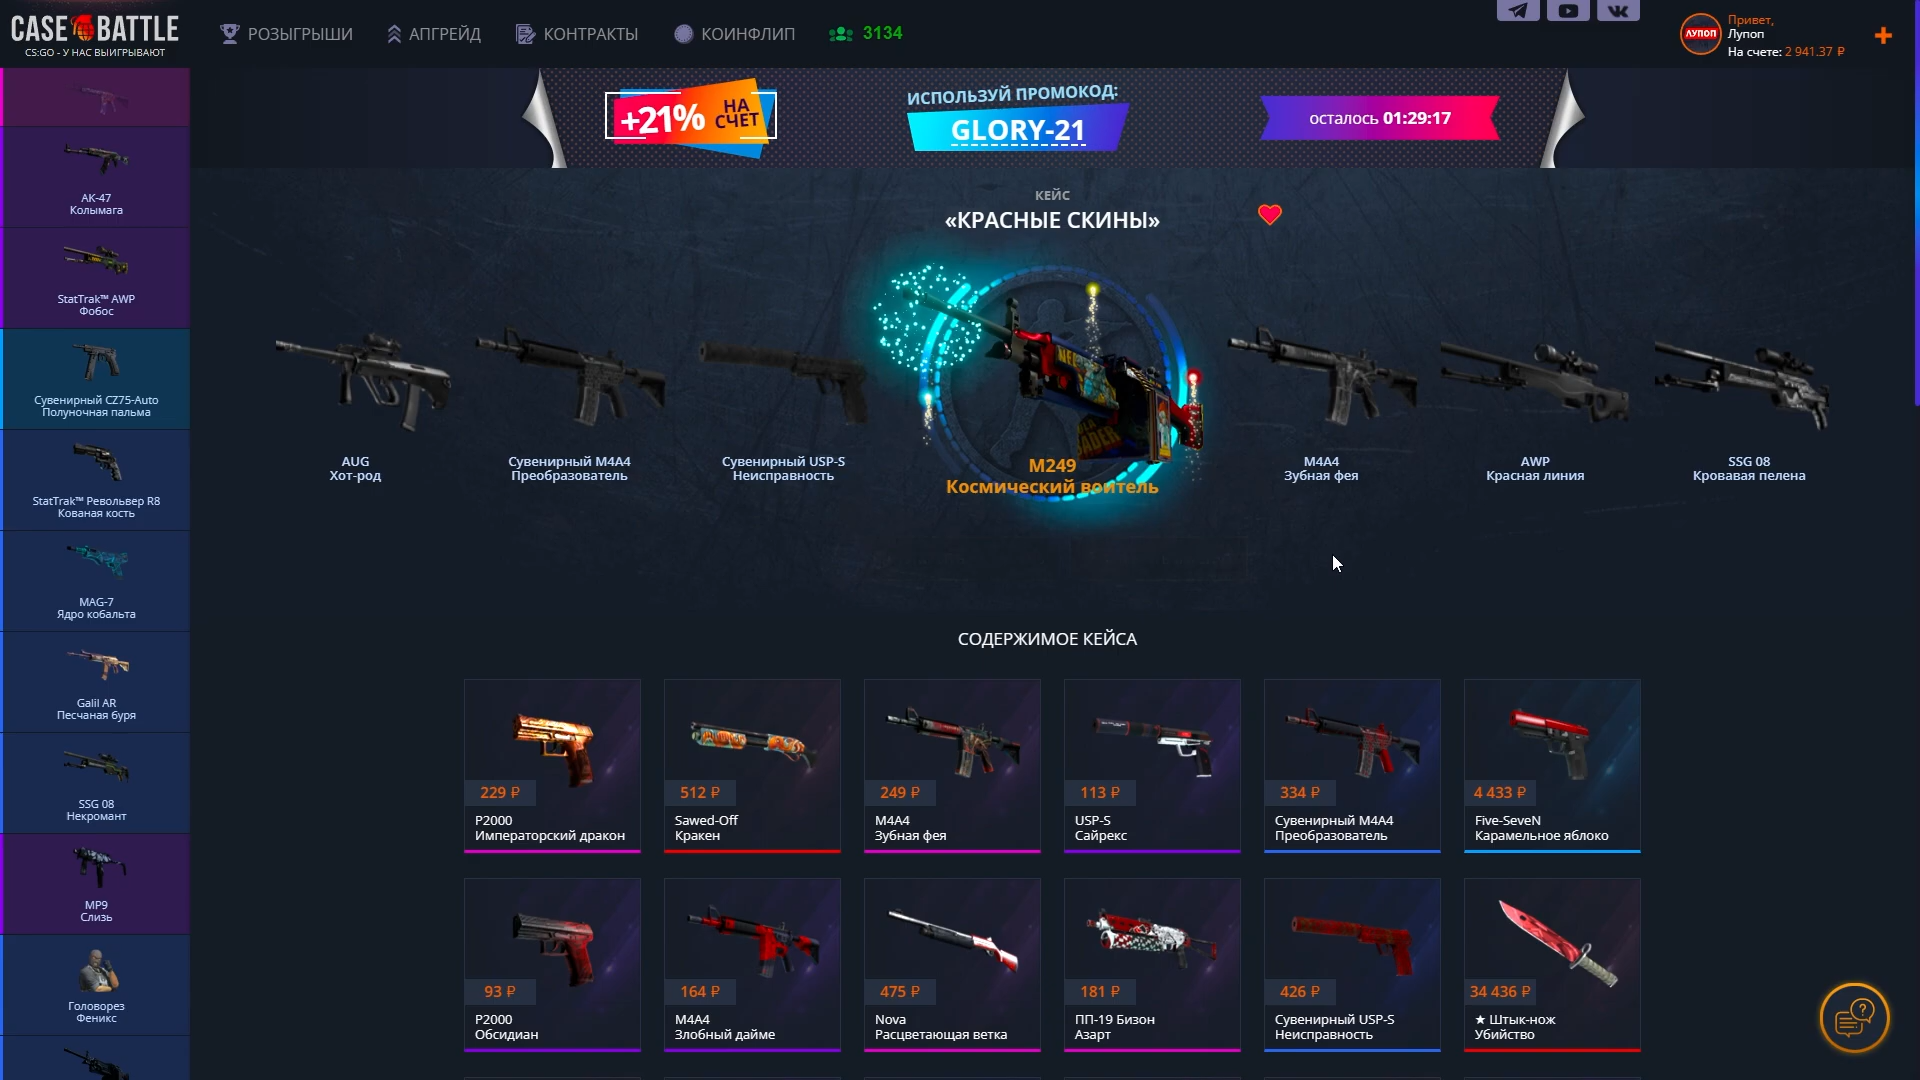 CASE BATTLE
CS:GO - У НАС ВЫИГРЫВАЮТ
РОЗЫГРЫШИ
АПГРЕЙД
КОНТРАКТЫ
КОИНФЛИП
3134
ЛУПОП
Привет,
Лупоп
На счете: 2 941.37 ₽
+21% НА СЧЕТ
ИСПОЛЬЗУЙ ПРОМОКОД:
GLORY-21
осталось 01:29:17
AK-47
Колымага
StatTrak™ AWP
Фобос
Сувенирный CZ75-Auto
Полуночная пальма
StatTrak™ Револьвер R8
Кованая кость
MAG-7
Ядро кобальта
Galil AR
Песчаная буря
SSG 08
Некромант
MP9
Слизь
Головорез
Феникс
КЕЙС
«КРАСНЫЕ СКИНЫ»
AUG
Хот-род
Сувенирный M4A4
Преобразователь
Сувенирный USP-S
Неисправность
M249
Космический воитель
M4A4
Зубная фея
AWP
Красная линия
SSG 08
Кровавая пелена
СОДЕРЖИМОЕ КЕЙСА
229 ₽
P2000
Императорский дракон
512 ₽
Sawed-Off
Кракен
249 ₽
M4A4
Зубная фея
113 ₽
USP-S
Сайрекс
334 ₽
Сувенирный M4A4
Преобразователь
4 433 ₽
Five-SeveN
Карамельное яблоко
93 ₽
P2000
Обсидиан
164 ₽
M4A4
Злобный дайме
475 ₽
Nova
Расцветающая ветка
181 ₽
ПП-19 Бизон
Азарт
426 ₽
Сувенирный USP-S
Неисправность
34 436 ₽
★ Штык-нож
Убийство